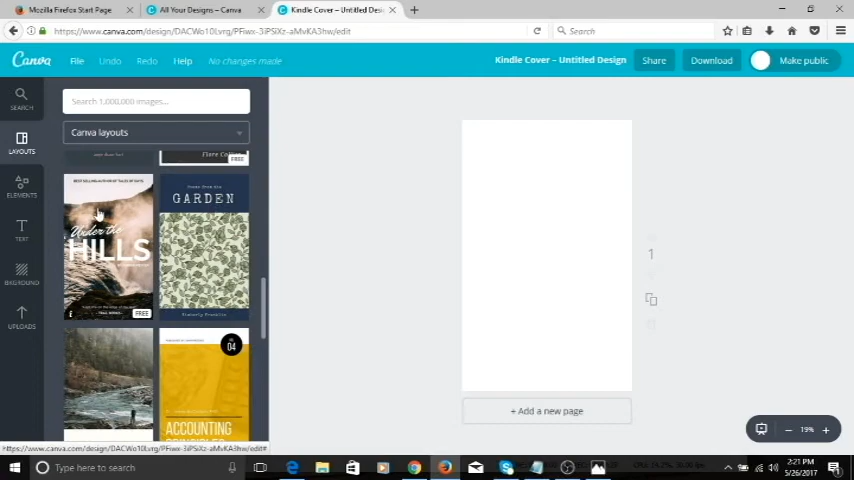 Mozilla Firefox Start Page
All Your Designs – Canva
Kindle Cover – Untitled Desi
https://www.canva.com/design/DACWo10Lvrg/PFiwx-3iPSiXz-aMvKA3hw/edit
Search
Canva
File
Undo
Redo
Help
No changes made
Kindle Cover – Untitled Design
Share
Download
Make public
SEARCH
LAYOUTS
ELEMENTS
TEXT
BKGROUND
UPLOADS
Search 1,000,000 images...
Canva layouts
FREE
Under the
HILLS
i
FREE
GARDEN
Kimberly Franklin
04
ACCOUNTING
PRINCIPLES
1
+ Add a new page
19%
https://www.canva.com/design/DACWo10Lvrg/PFiwx-3iPSiXz-aMvKA3hw/edit#
Type here to search
2:21 PM
5/26/2017